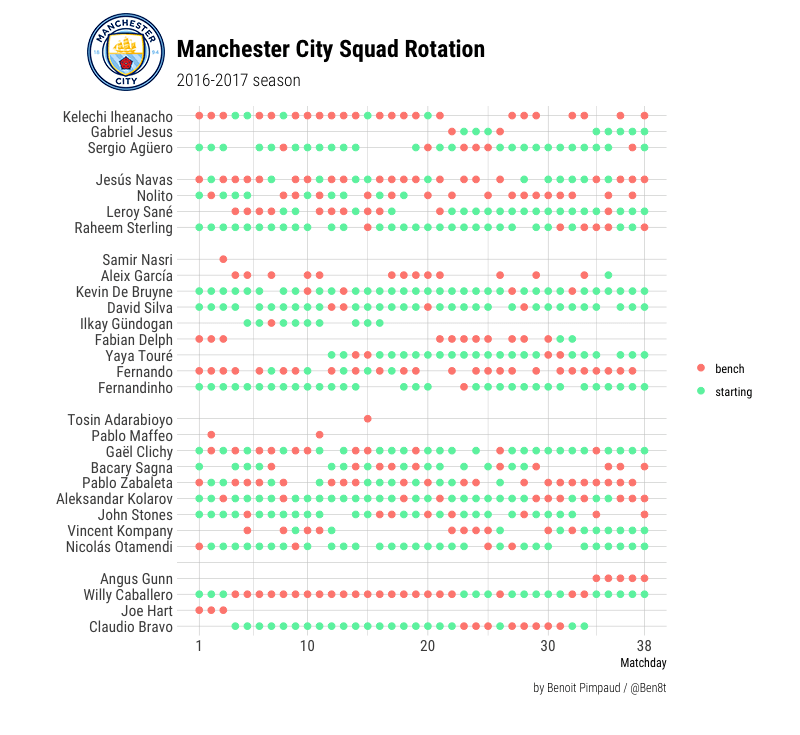 MANCHESTER
18 94
CITY
Manchester City Squad Rotation
2016-2017 season
Kelechi Iheanacho
Gabriel Jesus
Sergio Agüero
Jesús Navas
Nolito
Leroy Sané
Raheem Sterling
Samir Nasri
Aleix García
Kevin De Bruyne
David Silva
Ilkay Gündogan
Fabian Delph
Yaya Touré
Fernando
Fernandinho
Tosin Adarabioyo
Pablo Maffeo
Gaël Clichy
Bacary Sagna
Pablo Zabaleta
Aleksandar Kolarov
John Stones
Vincent Kompany
Nicolás Otamendi
Angus Gunn
Willy Caballero
Joe Hart
Claudio Bravo
1 10 20 30 38
Matchday
bench
starting
by Benoit Pimpaud / @Ben8t